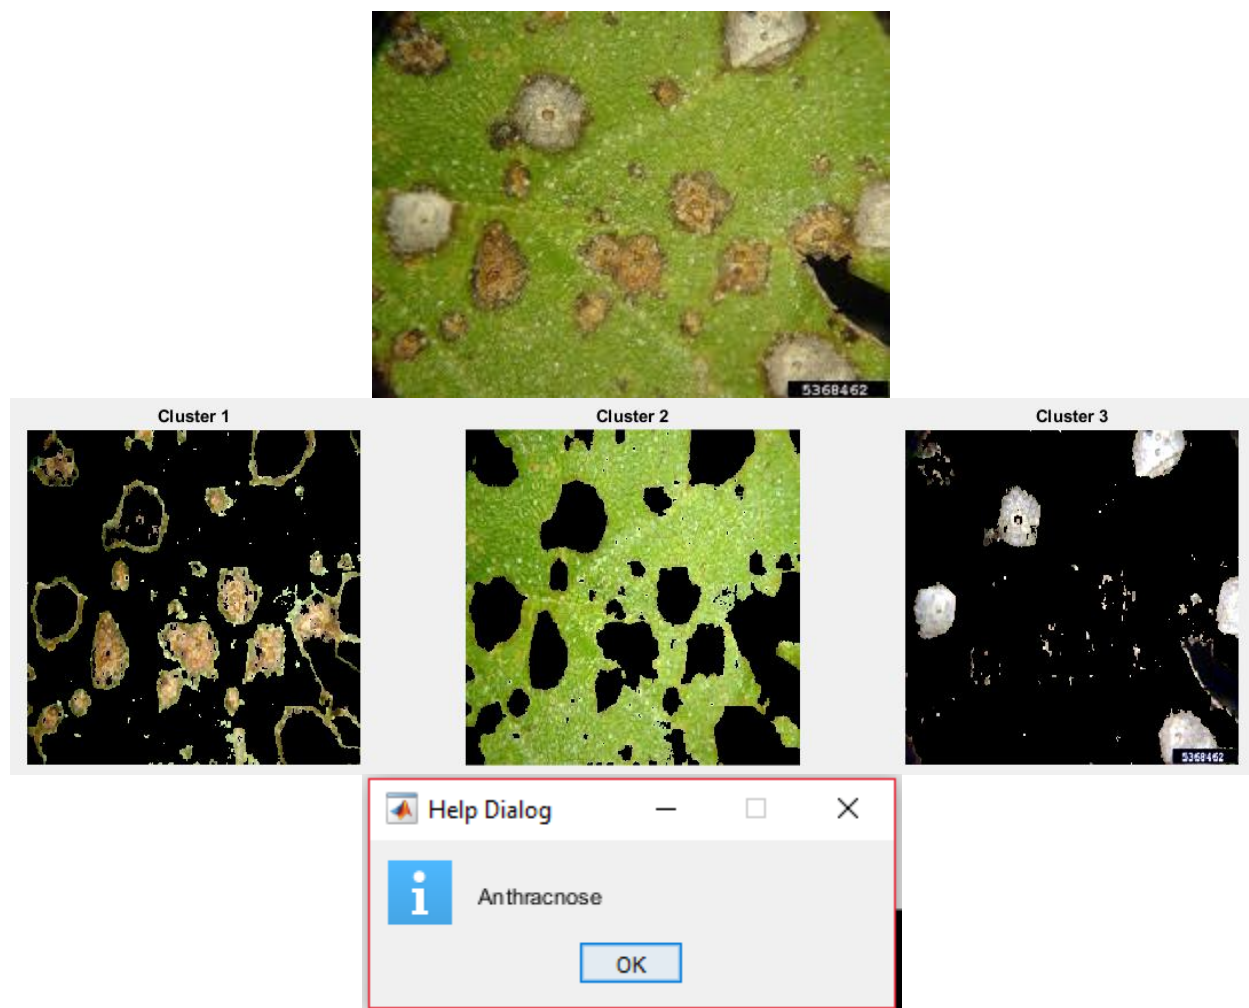 5368462
Cluster 1
Cluster 2
Cluster 3
5368462
Help Dialog
Anthracnose
OK